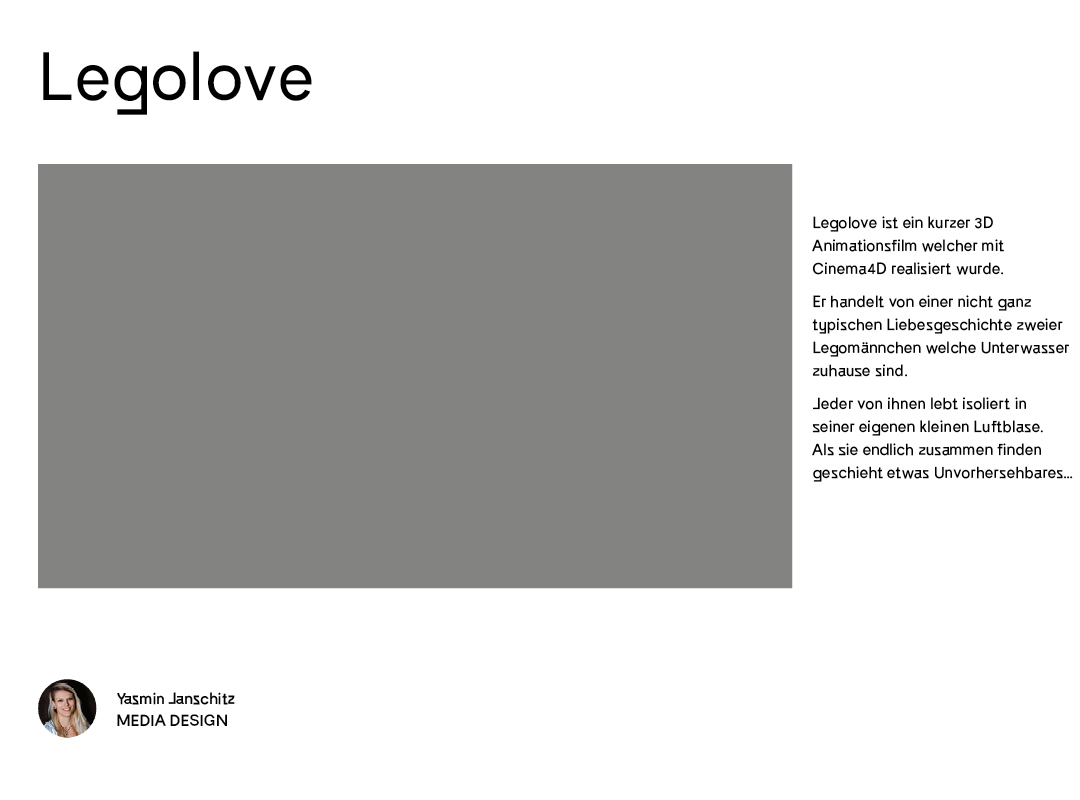 Legolove
Legolove ist ein kurzer 3D
Animationsfilm welcher mit
Cinema4D realisiert wurde.
Er handelt von einer nicht ganz
typischen Liebesgeschichte zweier
Legomännchen welche Unterwasser
zuhause sind.
Jeder von ihnen lebt isoliert in
seiner eigenen kleinen Luftblase.
Als sie endlich zusammen finden
geschieht etwas Unvorhersehbares...
Yasmin Janschitz
MEDIA DESIGN